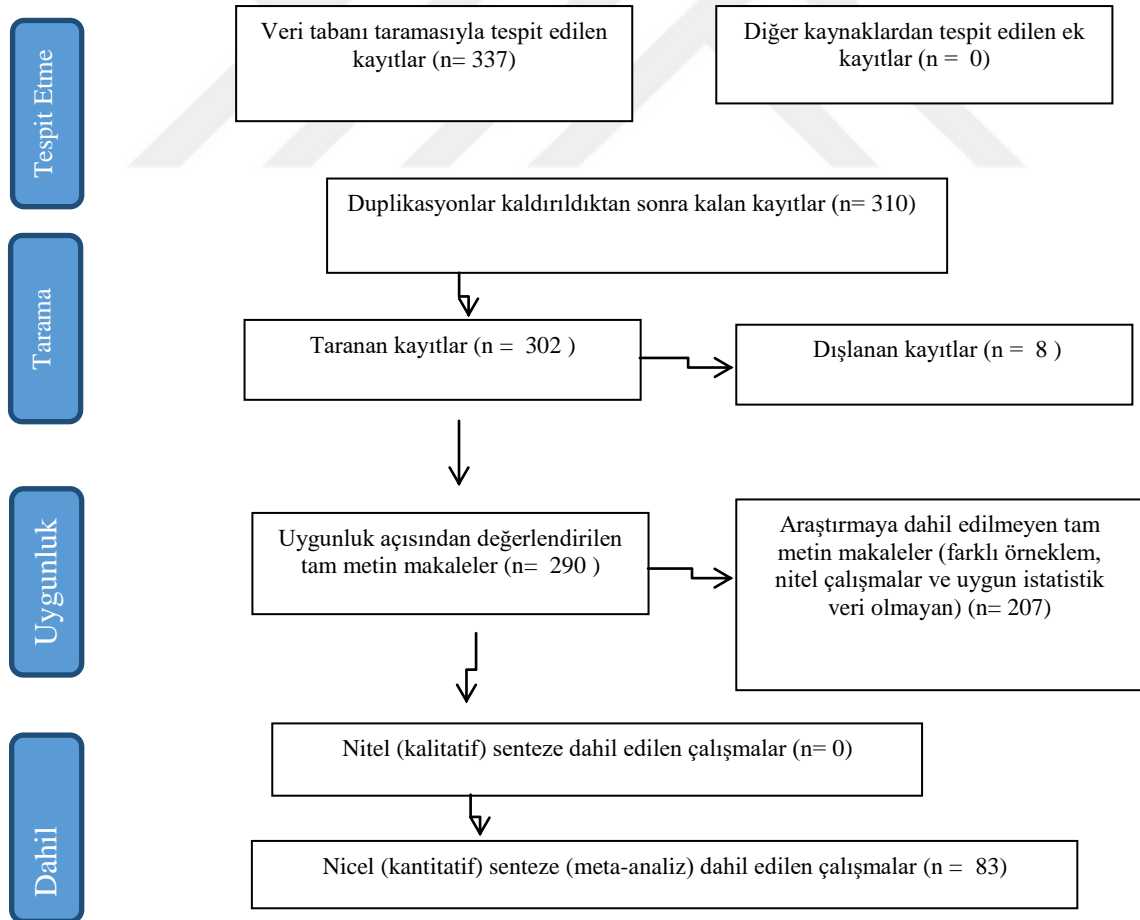 Tespit Etme
Veri tabanı taramasıyla tespit edilen
kayıtlar (n= 337)
Diğer kaynaklardan tespit edilen ek
kayıtlar (n =  0)
Duplikasyonlar kaldırıldıktan sonra kalan kayıtlar (n= 310)
Tarama
Taranan kayıtlar (n =  302 )
Dışlanan kayıtlar (n =  8 )
Uygunluk
Uygunluk açısından değerlendirilen
tam metin makaleler (n=  290 )
Araştırmaya dahil edilmeyen tam
metin makaleler (farklı örneklem,
nitel çalışmalar ve uygun istatistik
veri olmayan) (n= 207)
Dahil
Nitel (kalitatif) senteze dahil edilen çalışmalar (n= 0)
Nicel (kantitatif) senteze (meta-analiz) dahil edilen çalışmalar (n =  83)